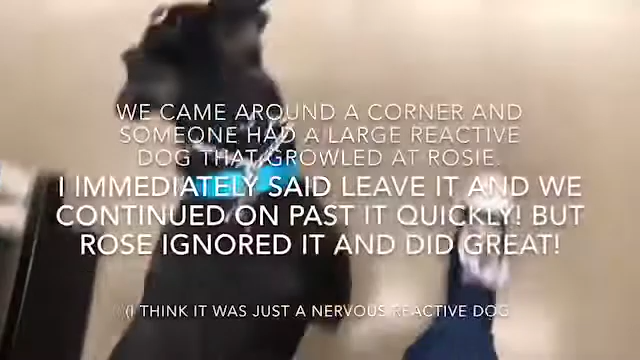 WE CAME AROUND A CORNER AND
SOMEONE HAD A LARGE REACTIVE
DOG THAT GROWLED AT ROSIE.
I IMMEDIATELY SAID LEAVE IT AND WE
CONTINUED ON PAST IT QUICKLY! BUT
ROSE IGNORED IT AND DID GREAT!
(I THINK IT WAS JUST A NERVOUS REACTIVE DOG